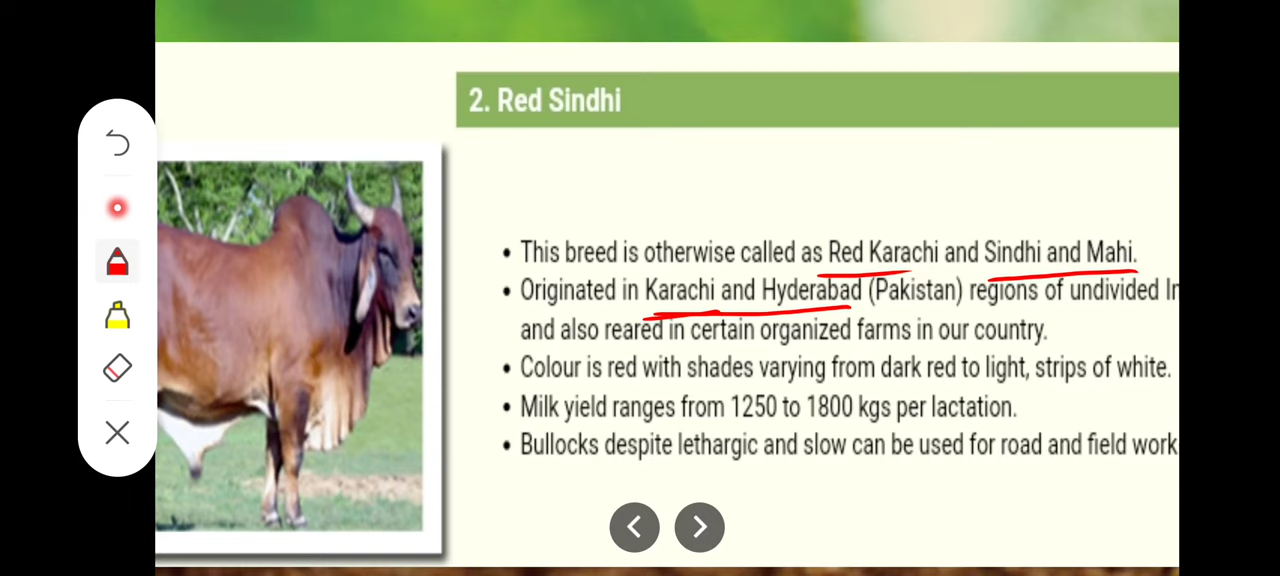 2. Red Sindhi
• This breed is otherwise called as Red Karachi and Sindhi and Mahi.
• Originated in Karachi and Hyderabad (Pakistan) regions of undivided
and also reared in certain organized farms in our country.
• Colour is red with shades varying from dark red to light, strips of white.
• Milk yield ranges from 1250 to 1800 kgs per lactation.
• Bullocks despite lethargic and slow can be used for road and field work